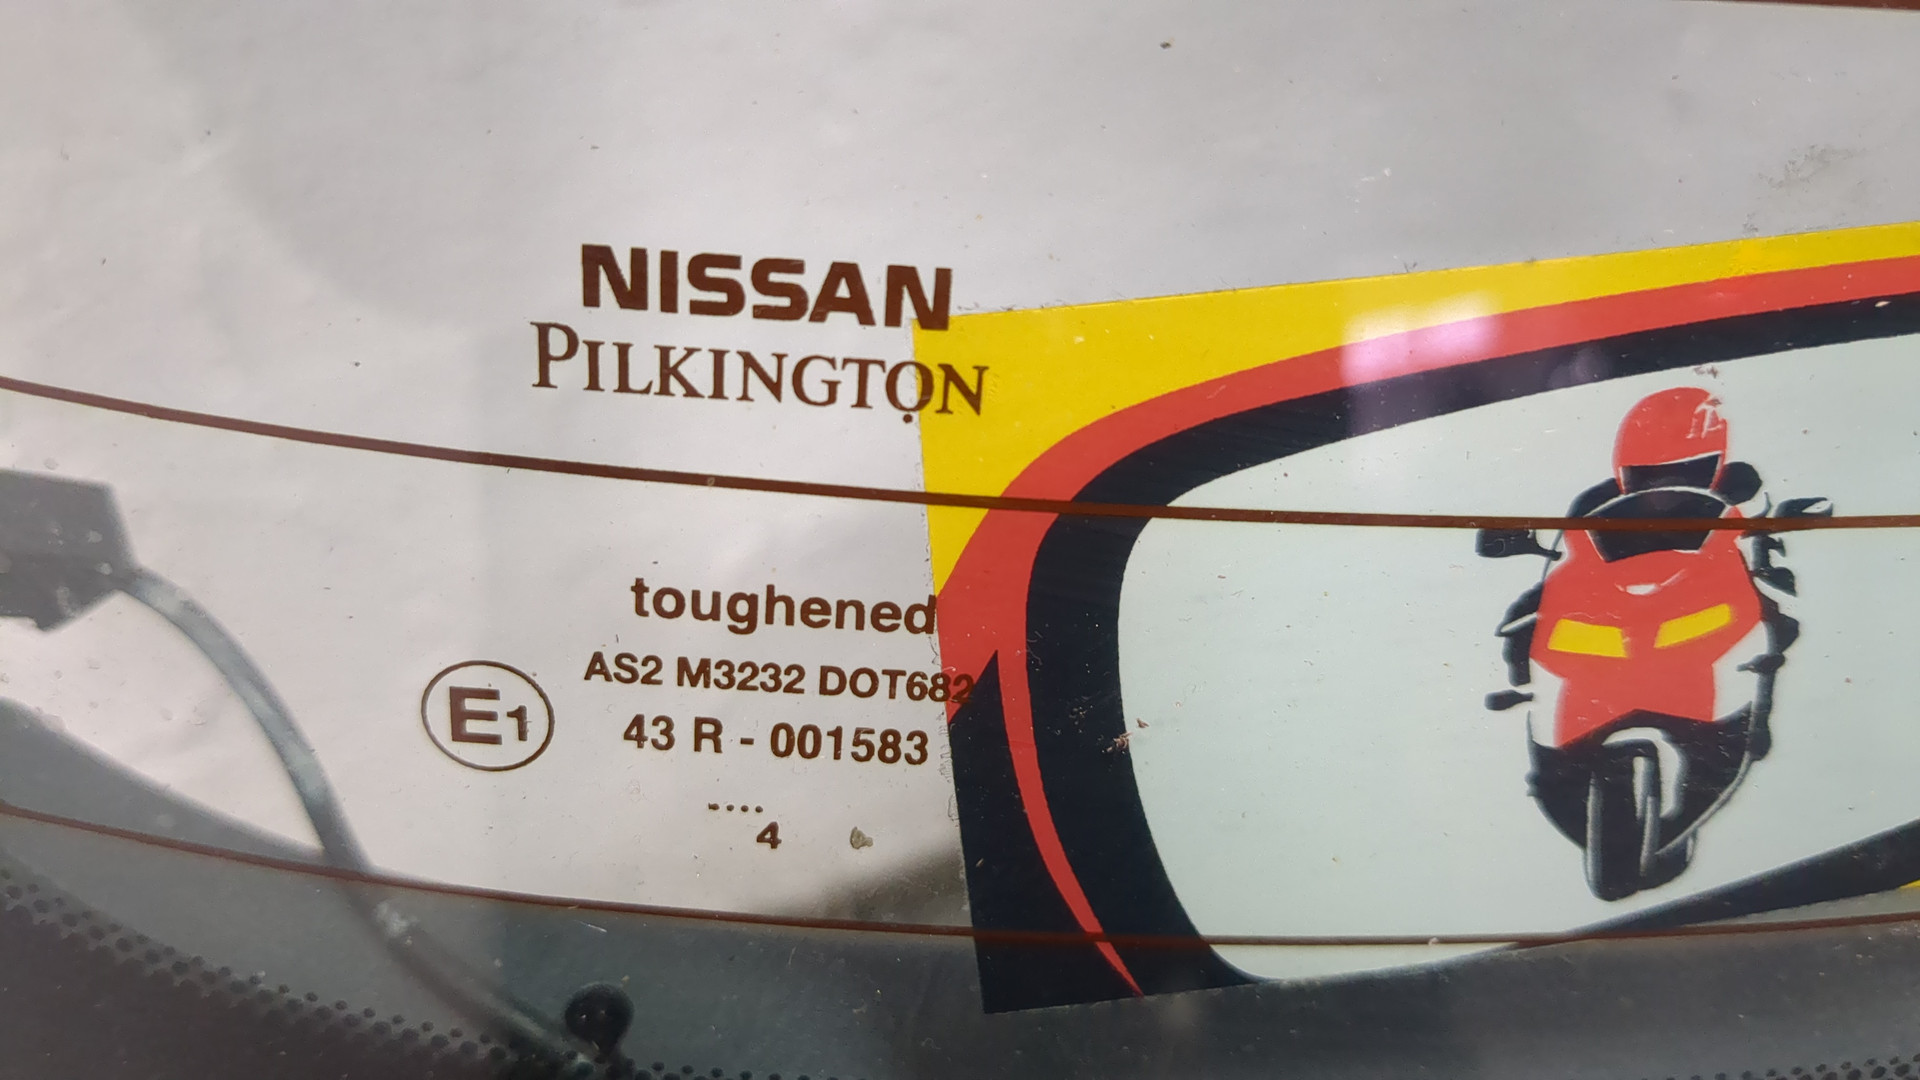 NISSAN
PILKINGTON
toughened
AS2 M3232 DOT682
E1
43 R - 001583
....
4